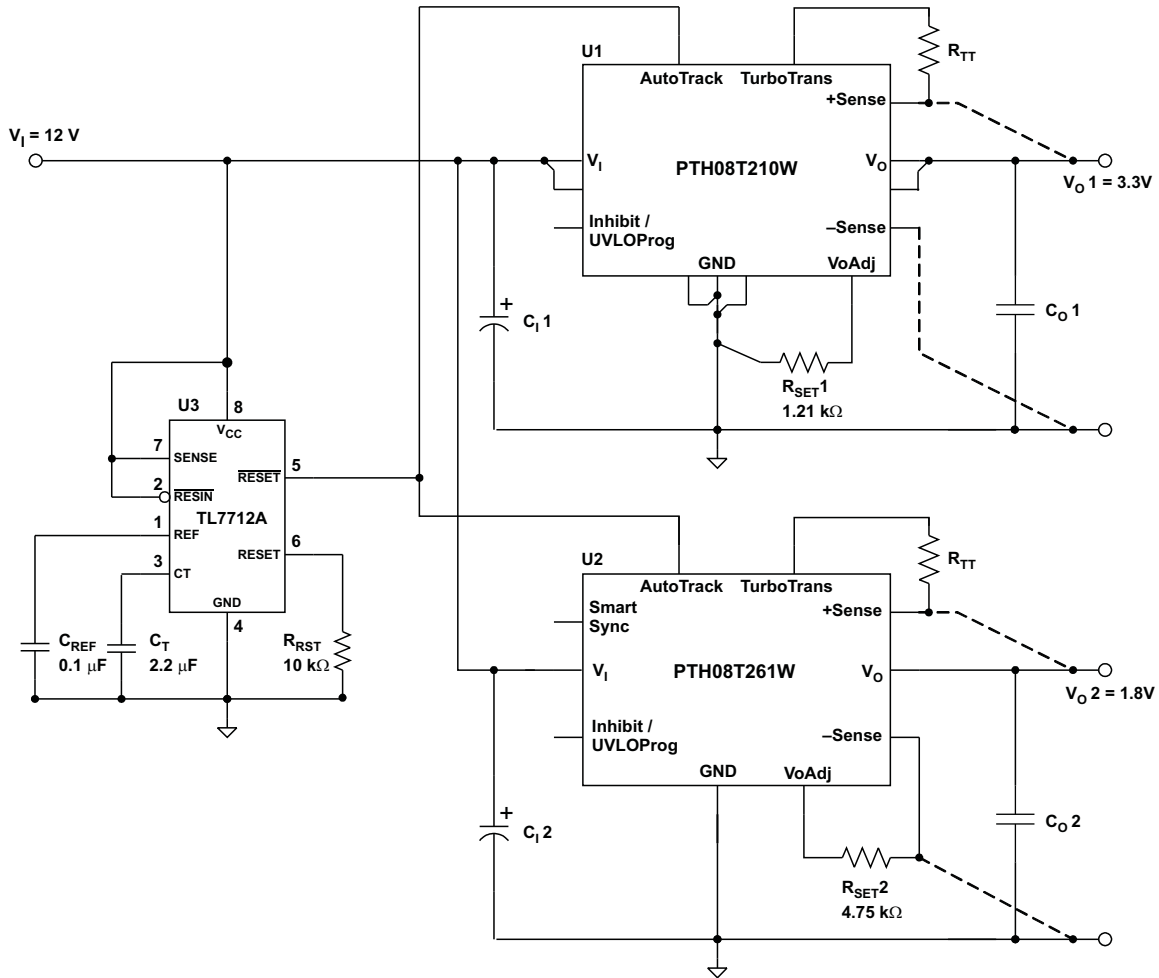 U1
AutoTrack TurboTrans
R_TT
+Sense
V_I = 12 V
V_I
PTH08T210W
V_O
V_O 1 = 3.3V
Inhibit /
UVLOProg
–Sense
GND
VoAdj
+
C_I 1
C_O 1
R_SET1
1.21 kΩ
U3
8
V_CC
7
SENSE
5
RESET
2
RESIN
TL7712A
1
REF
6
RESET
3
CT
GND
4
C_REF
0.1 μF
C_T
2.2 μF
R_RST
10 kΩ
U2
AutoTrack TurboTrans
R_TT
Smart
Sync
+Sense
V_I
PTH08T261W
V_O
V_O 2 = 1.8V
Inhibit /
UVLOProg
–Sense
GND
VoAdj
+
C_I 2
C_O 2
R_SET2
4.75 kΩ